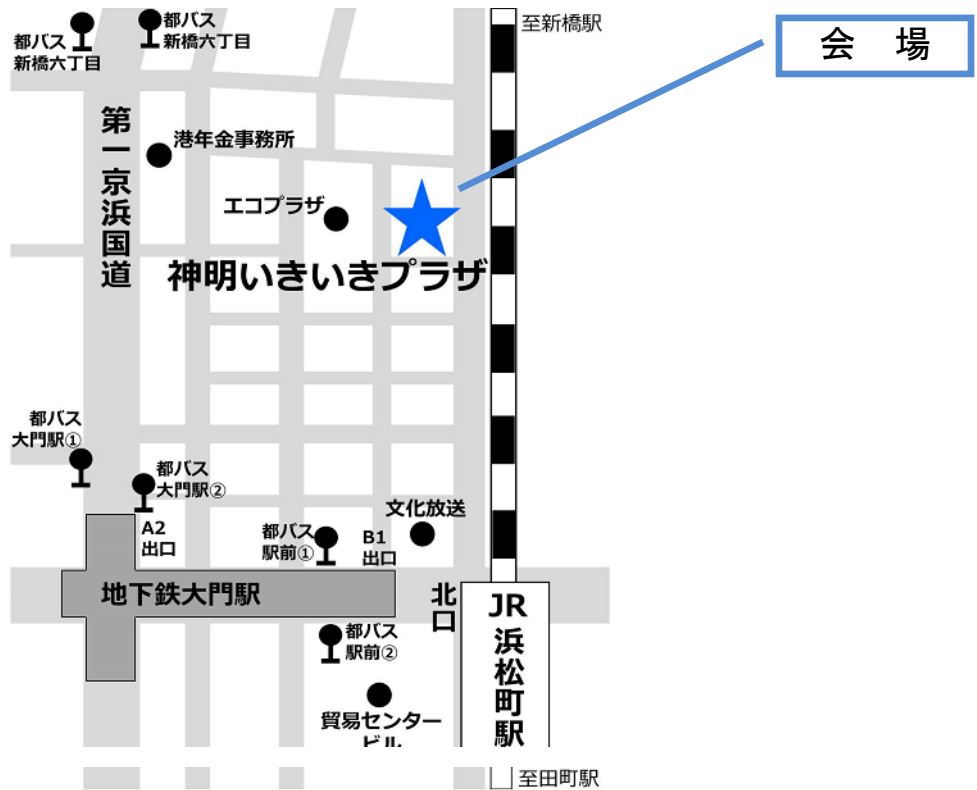 都バス
新橋六丁目
都バス
新橋六丁目
至新橋駅
会 場
第一京浜国道
港年金事務所
エコプラザ
神明いきいきプラザ
都バス
大門駅①
都バス
大門駅②
文化放送
A2
出口
都バス
駅前①
B1
出口
地下鉄大門駅
北口
JR
浜松町駅
都バス
駅前②
貿易センター
ビル
至田町駅